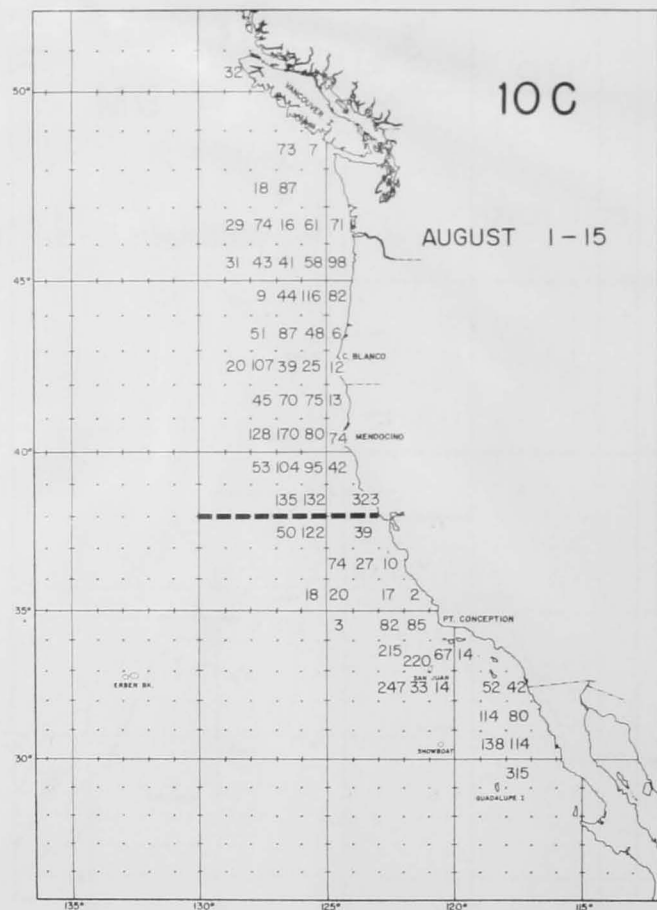 10 C
32
50°
VANCOUVER I.
73 7
18 87
29 74 16 61 71
AUGUST 1-15
31 43 41 58 98
45°
9 44 116 82
51 87 48 6
C. BLANCO
20 107 39 25 12
45 70 75 13
128 170 80 74 MENDOCINO
40°
53 104 95 42
135 132 323
50 122 39
74 27 10
18 20 17 2
35°
3 82 85 PT. CONCEPTION
215 220 67 14
SAN JUAN
ERBEN BK.
247 33 14 52 42
114 80
SHOWBOAT
138 114
30°
315
GUADALUPE I.
135° 130° 125° 120° 115°